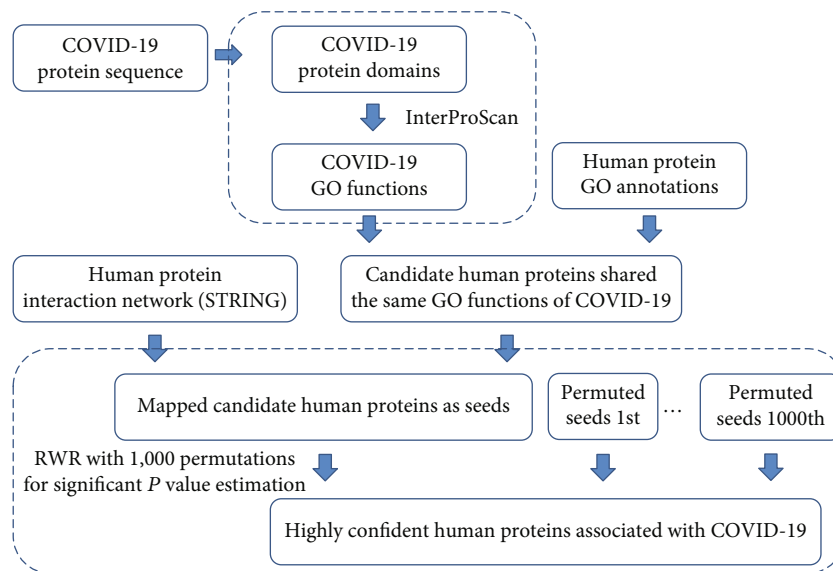 COVID-19
protein sequence
COVID-19
protein domains
InterProScan
COVID-19
GO functions
Human protein
GO annotations
Human protein
interaction network (STRING)
Candidate human proteins shared
the same GO functions of COVID-19
Mapped candidate human proteins as seeds
Permuted
seeds 1st
...
Permuted
seeds 1000th
RWR with 1,000 permutations
for significant P value estimation
Highly confident human proteins associated with COVID-19